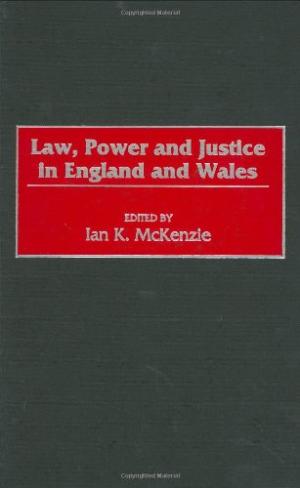 Law, Power and Justice
in England and Wales
EDITED BY
Ian K. McKenzie